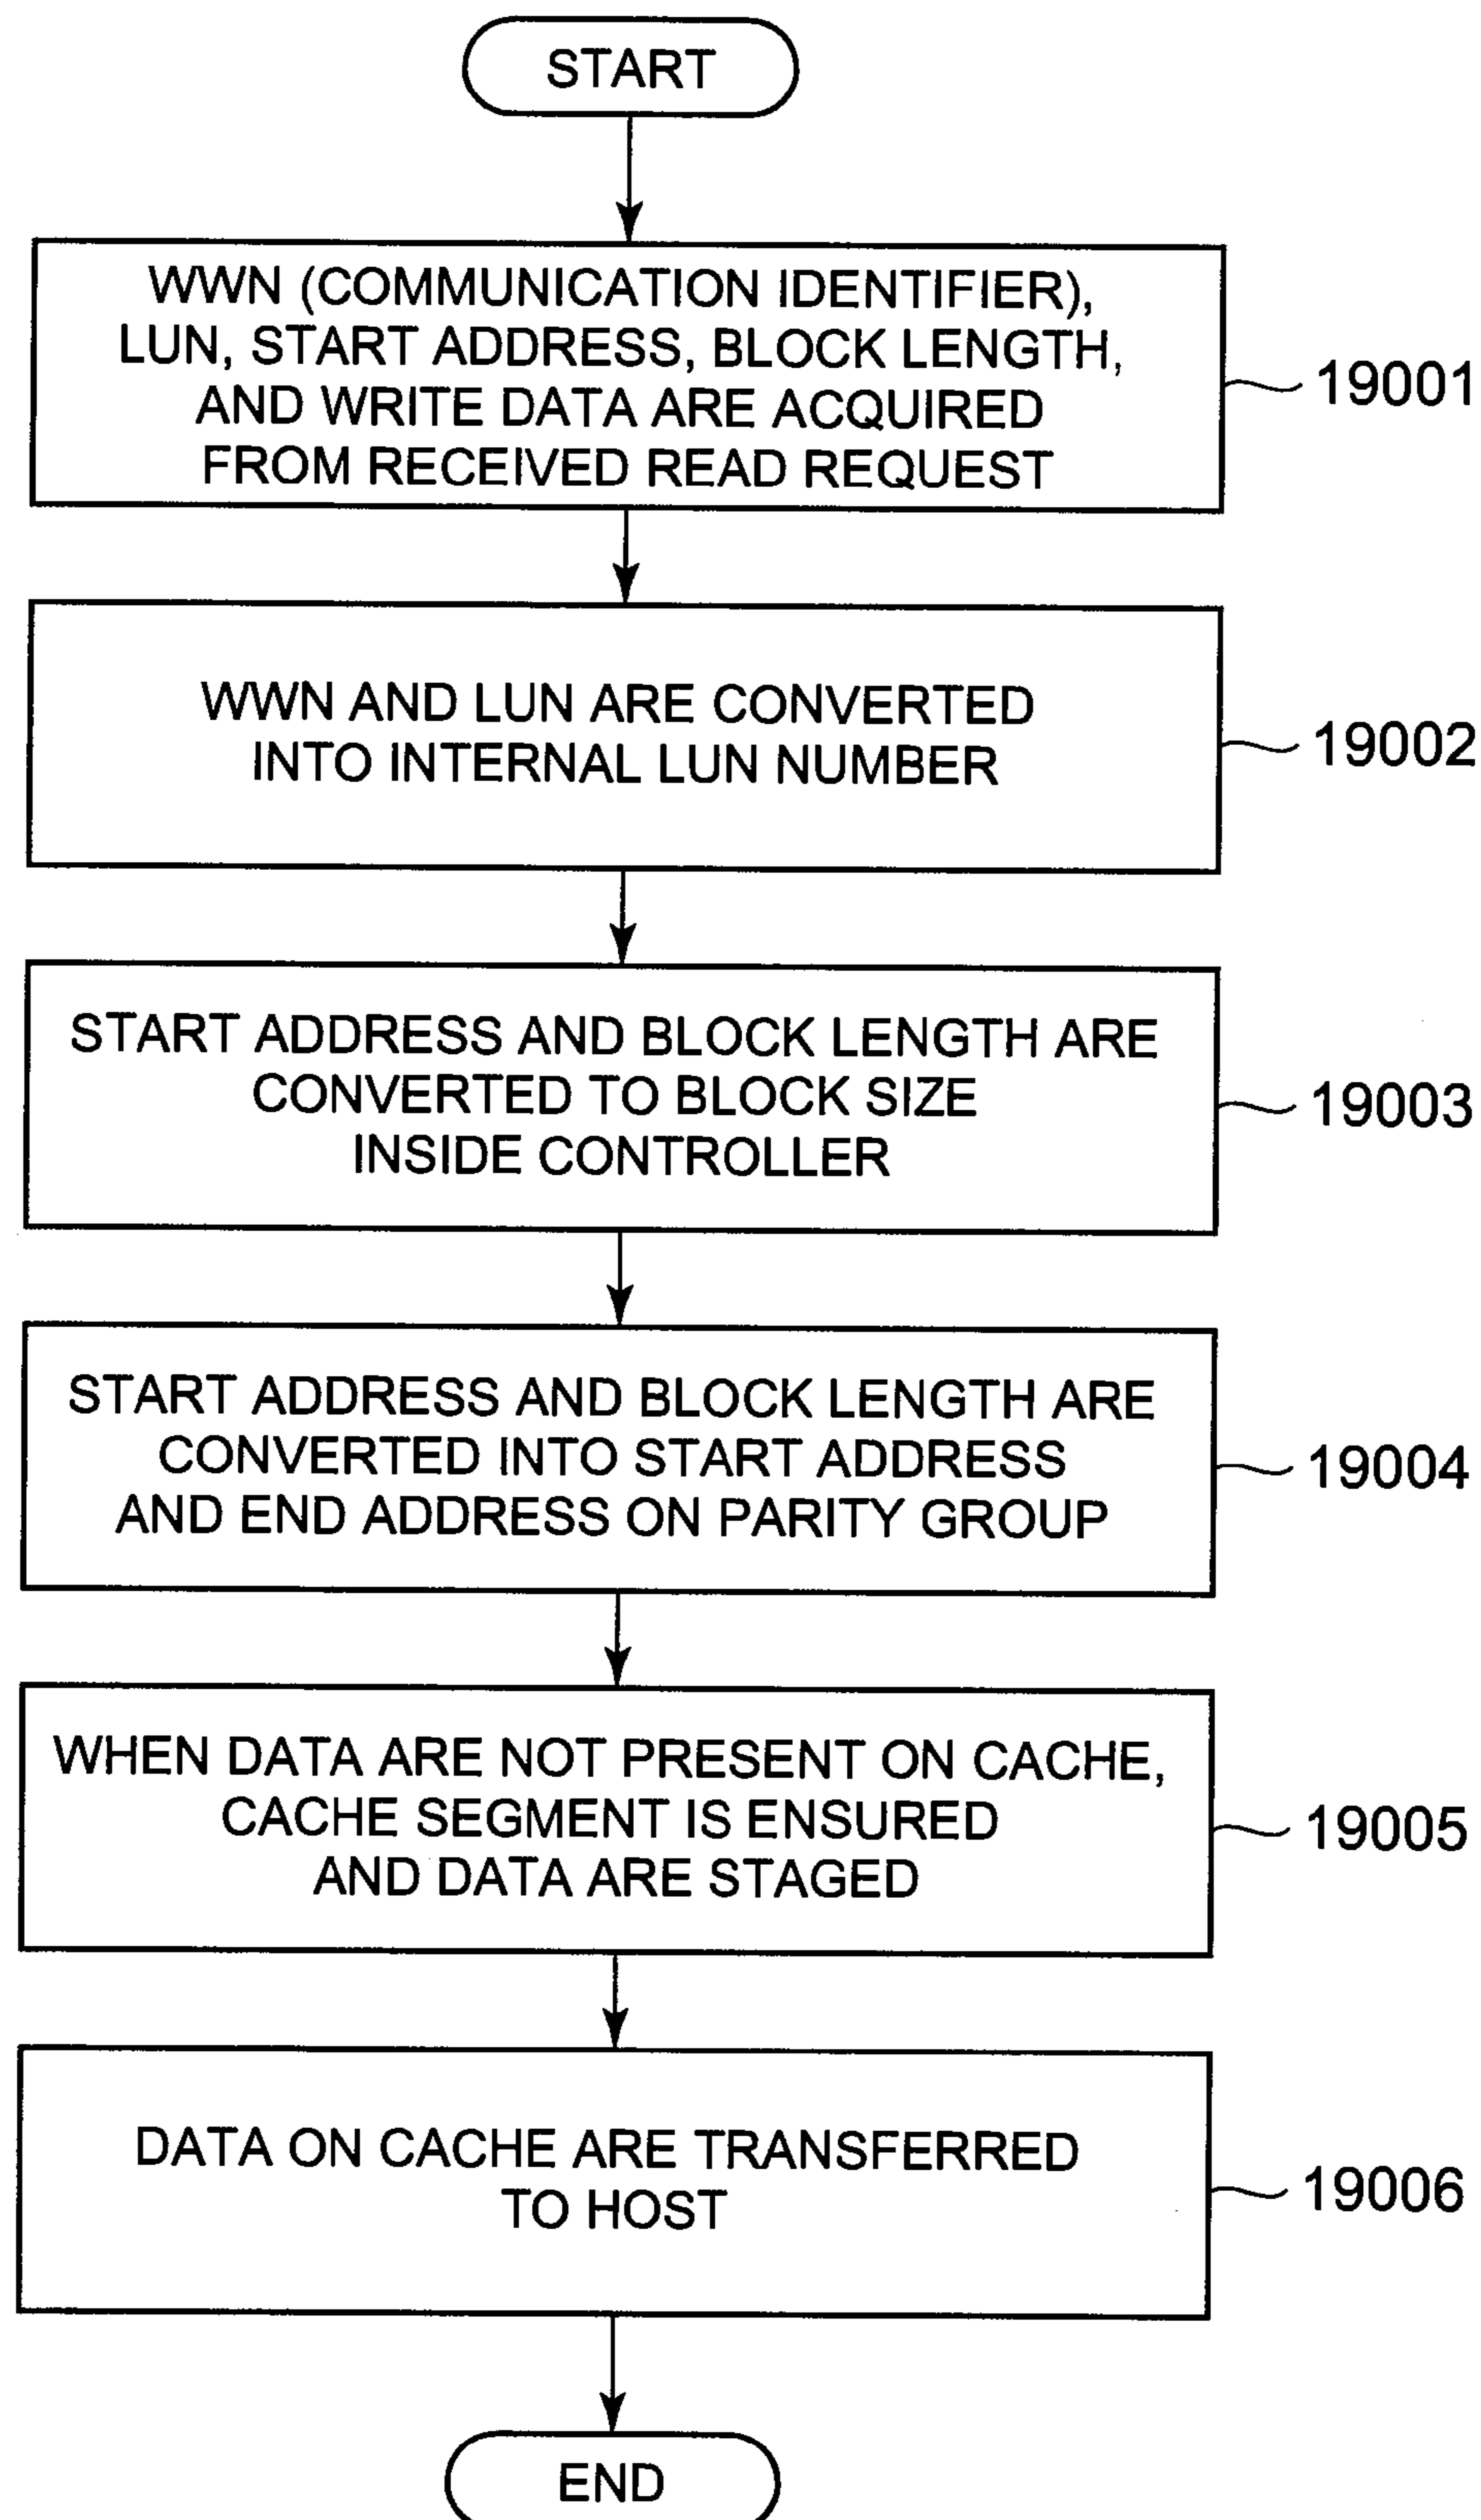 START
WWN (COMMUNICATION IDENTIFIER),
LUN, START ADDRESS, BLOCK LENGTH,
AND WRITE DATA ARE ACQUIRED
FROM RECEIVED READ REQUEST
19001
WWN AND LUN ARE CONVERTED
INTO INTERNAL LUN NUMBER
19002
START ADDRESS AND BLOCK LENGTH ARE
CONVERTED TO BLOCK SIZE
INSIDE CONTROLLER
19003
START ADDRESS AND BLOCK LENGTH ARE
CONVERTED INTO START ADDRESS
AND END ADDRESS ON PARITY GROUP
19004
WHEN DATA ARE NOT PRESENT ON CACHE,
CACHE SEGMENT IS ENSURED
AND DATA ARE STAGED
19005
DATA ON CACHE ARE TRANSFERRED
TO HOST
19006
END